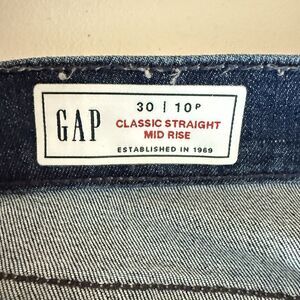 GAP
30 | 10P
CLASSIC STRAIGHT
MID RISE
ESTABLISHED IN 1969